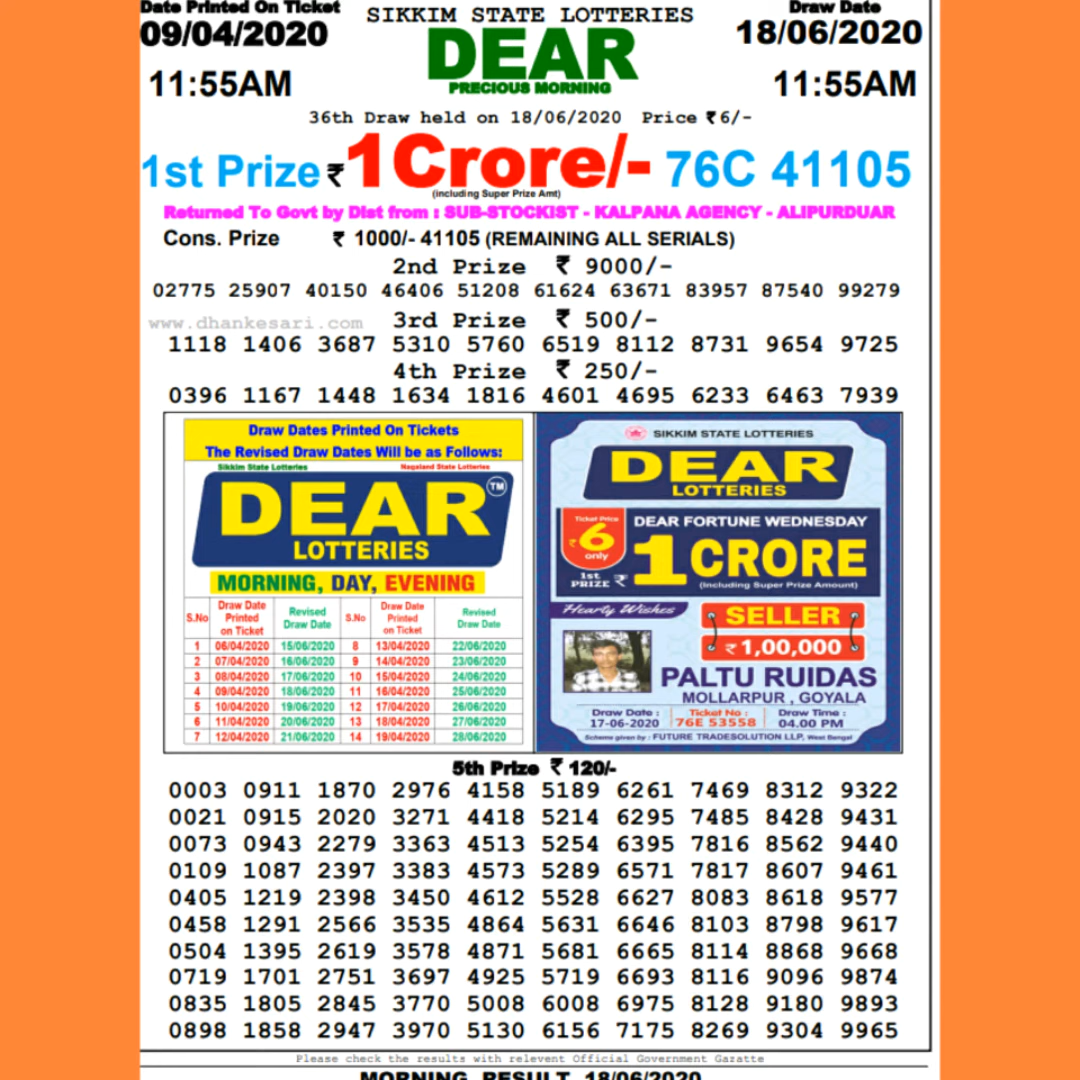 Date Printed On Ticket
09/04/2020
11:55AM
SIKKIM STATE LOTTERIES
DEAR
PRECIOUS MORNING
Draw Date
18/06/2020
11:55AM
36th Draw held on 18/06/2020 Price ₹6/-
1st Prize ₹1Crore/- 76C 41105
(including Super Prize Amt)
Returned To Govt by Dist from : SUB-STOCKIST - KALPANA AGENCY - ALIPURDUAR
Cons. Prize ₹ 1000/- 41105 (REMAINING ALL SERIALS)
2nd Prize ₹ 9000/-
02775 25907 40150 46406 51208 61624 63671 83957 87540 99279
www.dhankesari.com
3rd Prize ₹ 500/-
1118 1406 3687 5310 5760 6519 8112 8731 9654 9725
4th Prize ₹ 250/-
0396 1167 1448 1634 1816 4601 4695 6233 6463 7939
Draw Dates Printed On Tickets
The Revised Draw Dates Will be as Follows:
Sikkim State Lotteries Nagaland State Lotteries
DEAR TM
LOTTERIES
MORNING, DAY, EVENING
S.No Draw Date Printed on Ticket Revised Draw Date S.No Draw Date Printed on Ticket Revised Draw Date
1 06/04/2020 15/06/2020 8 13/04/2020 22/06/2020
2 07/04/2020 16/06/2020 9 14/04/2020 23/06/2020
3 08/04/2020 17/06/2020 10 15/04/2020 24/06/2020
4 09/04/2020 18/06/2020 11 16/04/2020 25/06/2020
5 10/04/2020 19/06/2020 12 17/04/2020 26/06/2020
6 11/04/2020 20/06/2020 13 18/04/2020 27/06/2020
7 12/04/2020 21/06/2020 14 19/04/2020 28/06/2020
SIKKIM STATE LOTTERIES
DEAR
LOTTERIES
Ticket Price
₹6
only
DEAR FORTUNE WEDNESDAY
1st PRIZE ₹ 1 CRORE
(Including Super Prize Amount)
Hearty Wishes
SELLER
₹1,00,000
PALTU RUIDAS
MOLLARPUR , GOYALA
Draw Date : Ticket No : Draw Time :
17-06-2020 76E 53558 04.00 PM
Scheme given by : FUTURE TRADESOLUTION LLP, West Bengal
5th Prize ₹ 120/-
0003 0911 1870 2976 4158 5189 6261 7469 8312 9322
0021 0915 2020 3271 4418 5214 6295 7485 8428 9431
0073 0943 2279 3363 4513 5254 6395 7816 8562 9440
0109 1087 2397 3383 4573 5289 6571 7817 8607 9461
0405 1219 2398 3450 4612 5528 6627 8083 8618 9577
0458 1291 2566 3535 4864 5631 6646 8103 8798 9617
0504 1395 2619 3578 4871 5681 6665 8114 8868 9668
0719 1701 2751 3697 4925 5719 6693 8116 9096 9874
0835 1805 2845 3770 5008 6008 6975 8128 9180 9893
0898 1858 2947 3970 5130 6156 7175 8269 9304 9965
Please check the results with relevent Official Government Gazatte
MORNING RESULT 18/06/2020